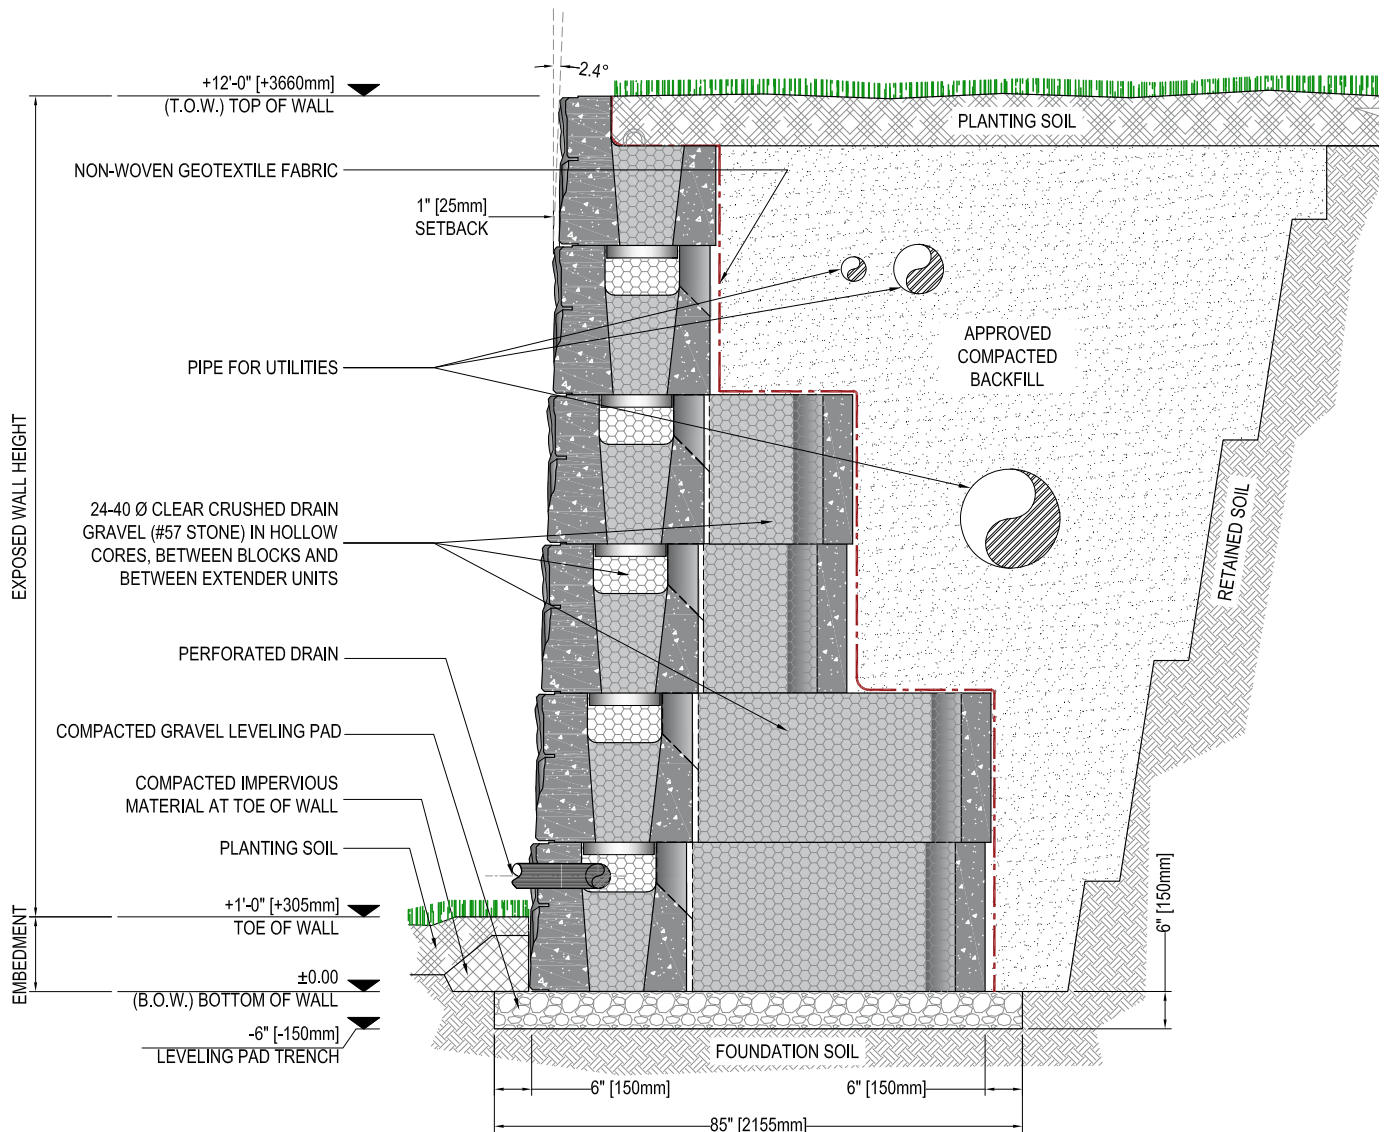 2.4°
+12'-0" [+3660mm]
(T.O.W.) TOP OF WALL
PLANTING SOIL
NON-WOVEN GEOTEXTILE FABRIC
1" [25mm]
SETBACK
PIPE FOR UTILITIES
APPROVED
COMPACTED
BACKFILL
EXPOSED WALL HEIGHT
24-40 Ø CLEAR CRUSHED DRAIN
GRAVEL (#57 STONE) IN HOLLOW
CORES, BETWEEN BLOCKS AND
BETWEEN EXTENDER UNITS
RETAINED SOIL
PERFORATED DRAIN
COMPACTED GRAVEL LEVELING PAD
COMPACTED IMPERVIOUS
MATERIAL AT TOE OF WALL
PLANTING SOIL
+1'-0" [+305mm]
TOE OF WALL
EMBEDMENT
±0.00
(B.O.W.) BOTTOM OF WALL
-6" [-150mm]
LEVELING PAD TRENCH
6" [150mm]
FOUNDATION SOIL
6" [150mm]
6" [150mm]
85" [2155mm]